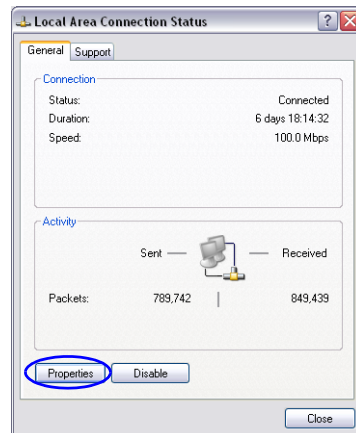 Local Area Connection Status
General Support
Connection
Status: Connected
Duration: 6 days 18:14:32
Speed: 100.0 Mbps
Activity
Sent — — Received
Packets: 789,742 | 849,439
Properties Disable
Close